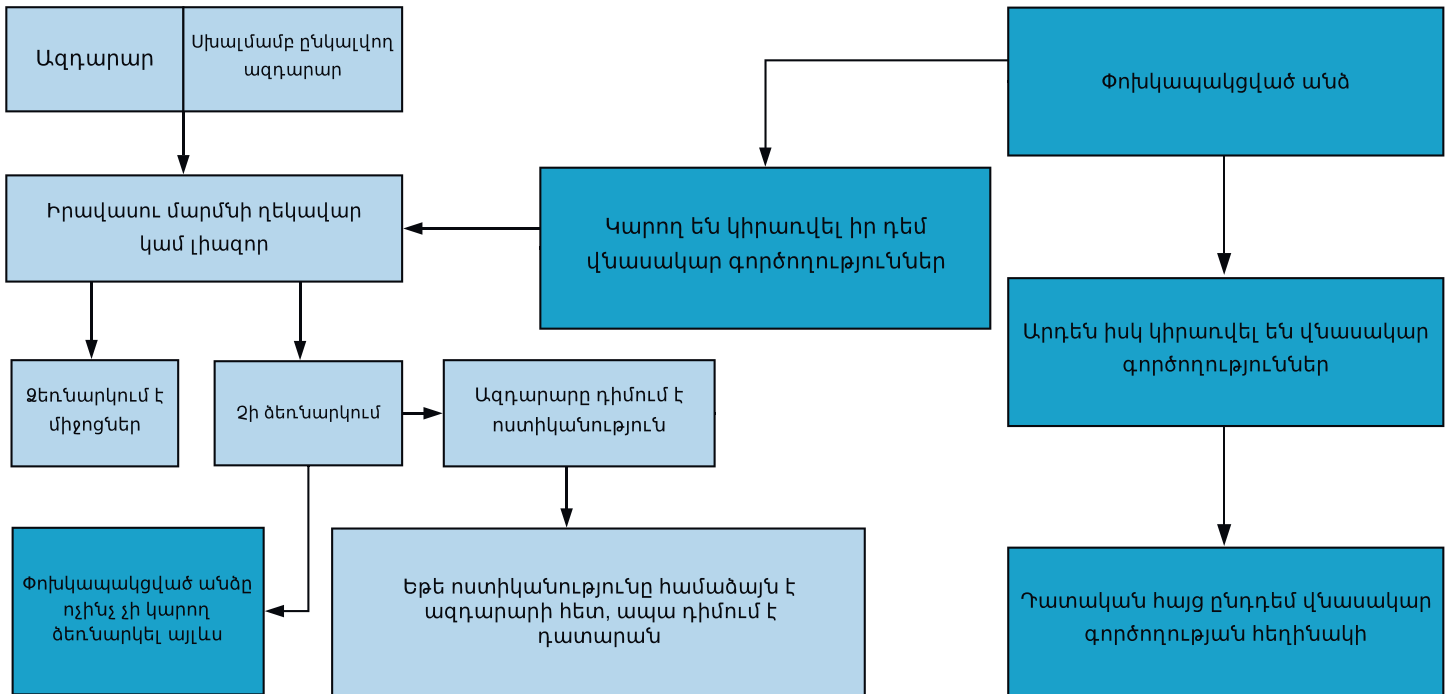 Ազդարար
Սխալմամբ ընկալվող
ազդարար
Փոխկապակցված անձ
Իրավասու մարմնի ղեկավար
կամ լիազոր
Կարող են կիրառվել իր դեմ
վնասակար գործողություններ
Արդեն իսկ կիրառվել են վնասակար
գործողություններ
Ձեռնարկում է
միջոցներ
Չի ձեռնարկում
Ազդարարը դիմում է
ոստիկանություն
Փոխկապակցված անձը
ոչինչ չի կարող
ձեռնարկել այլևս
Եթե ոստիկանությունը համաձայն է
ազդարարի հետ, ապա դիմում է
դատարան
Դատական հայց ընդդեմ վնասակար
գործողության հեղինակի